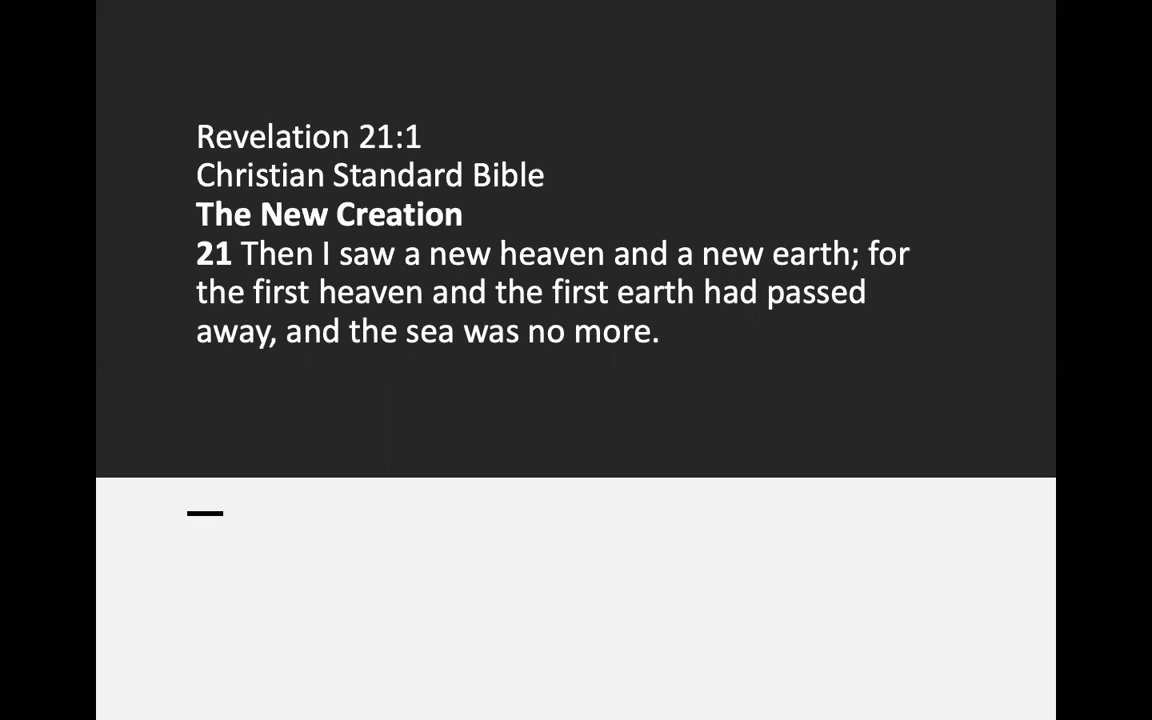 Revelation 21:1
Christian Standard Bible
The New Creation
21 Then I saw a new heaven and a new earth; for
the first heaven and the first earth had passed
away, and the sea was no more.